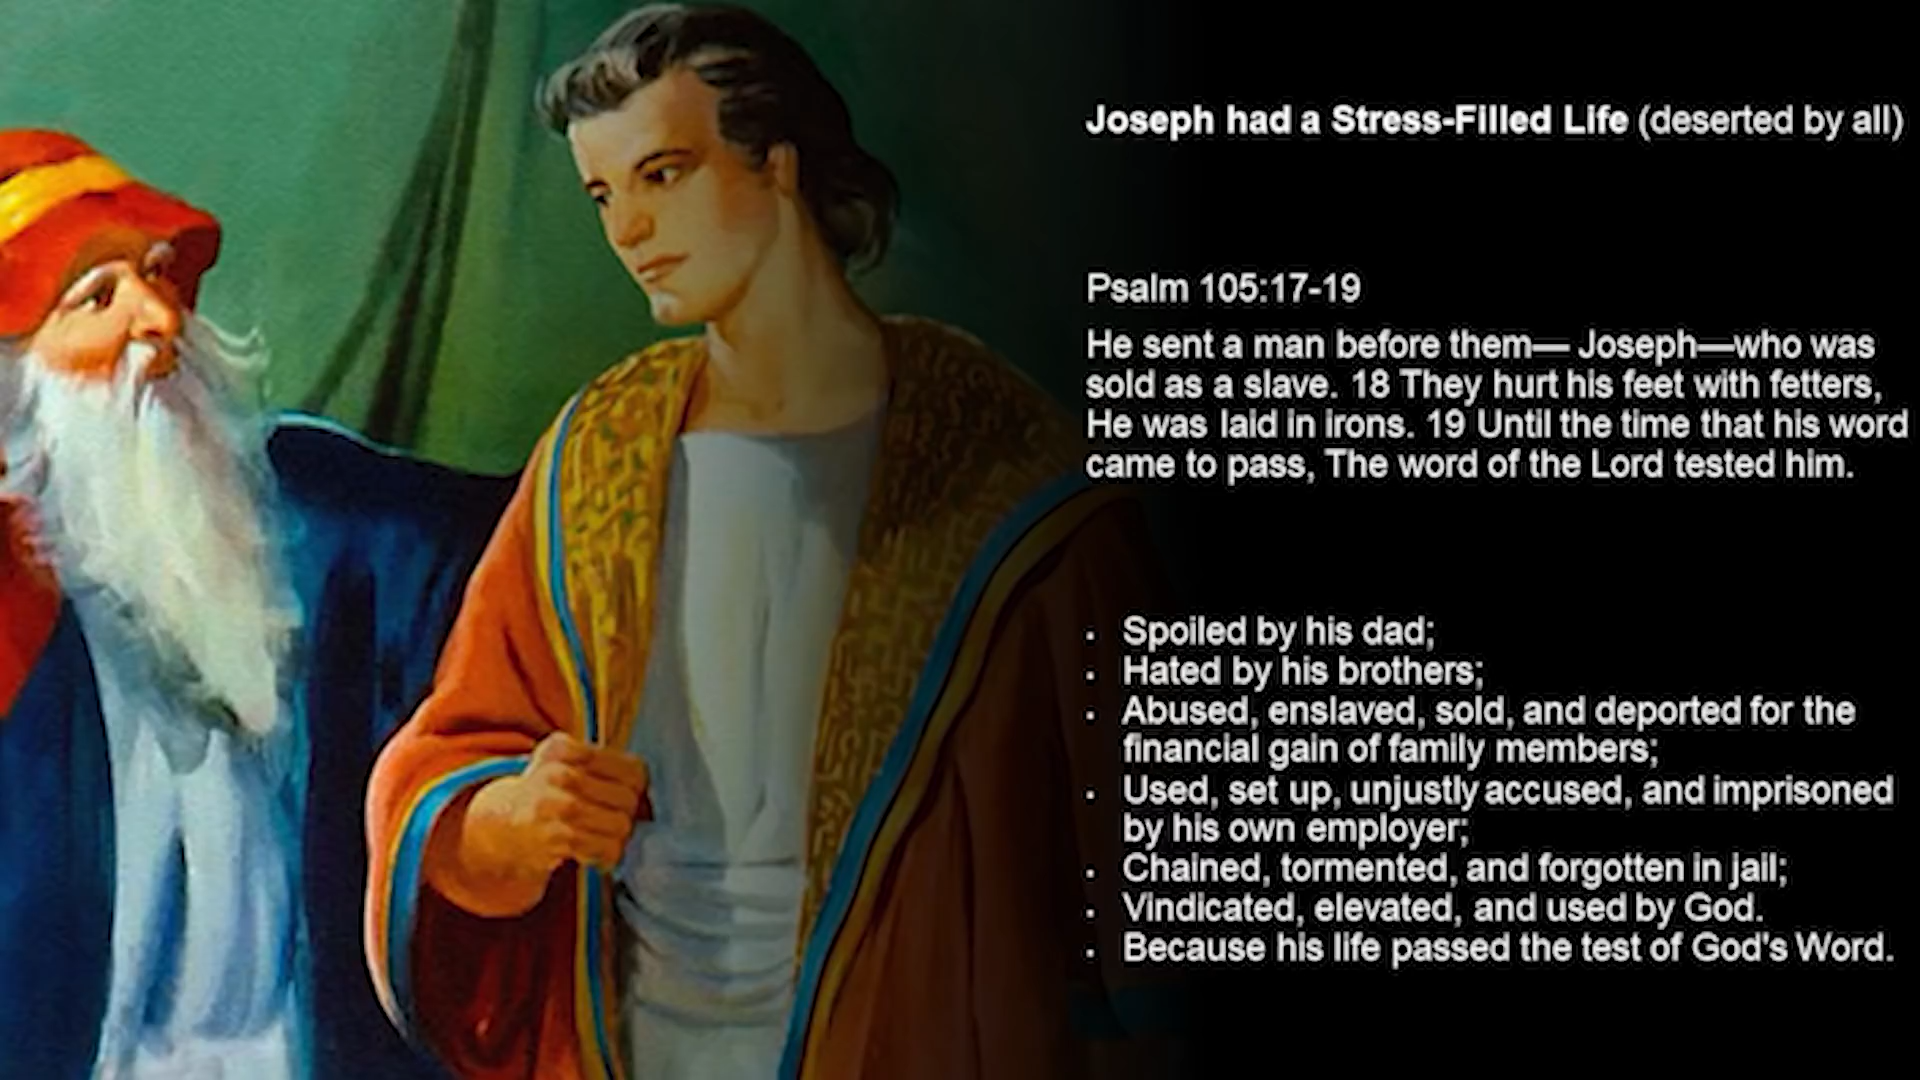 Joseph had a Stress-Filled Life (deserted by all)
Psalm 105:17-19
He sent a man before them— Joseph—who was
sold as a slave. 18 They hurt his feet with fetters,
He was laid in irons. 19 Until the time that his word
came to pass, The word of the Lord tested him.
• Spoiled by his dad;
• Hated by his brothers;
• Abused, enslaved, sold, and deported for the
financial gain of family members;
• Used, set up, unjustly accused, and imprisoned
by his own employer;
• Chained, tormented, and forgotten in jail;
• Vindicated, elevated, and used by God.
• Because his life passed the test of God's Word.